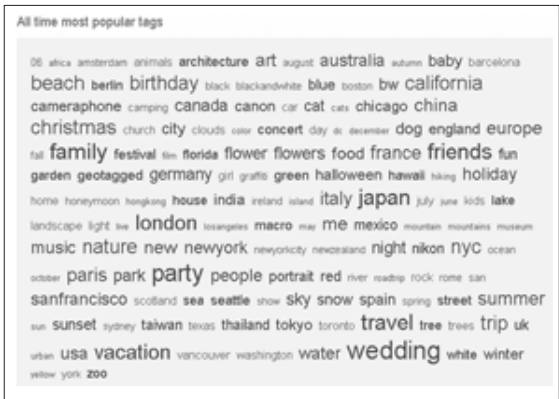 All time most popular tags
06 africa amsterdam animals architecture art august australia autumn baby barcelona
beach berlin birthday black blackandwhite blue boston bw california
cameraphone camping canada canon car cat cats chicago china
christmas church city clouds color concert day dc december dog england europe
fall family festival film florida flower flowers food france friends fun
garden geotagged germany girl graffiti green halloween hawaii hiking holiday
home honeymoon hongkong house india ireland island italy japan july june kids lake
landscape light live london losangeles macro may me mexico mountain mountains museum
music nature new newyork newyorkcity newzealand night nikon nyc ocean
october paris park party people portrait red river roadtrip rock rome san
sanfrancisco scotland sea seattle show sky snow spain spring street summer
sun sunset sydney taiwan texas thailand tokyo toronto travel tree trees trip uk
urban usa vacation vancouver washington water wedding white winter
yellow york zoo